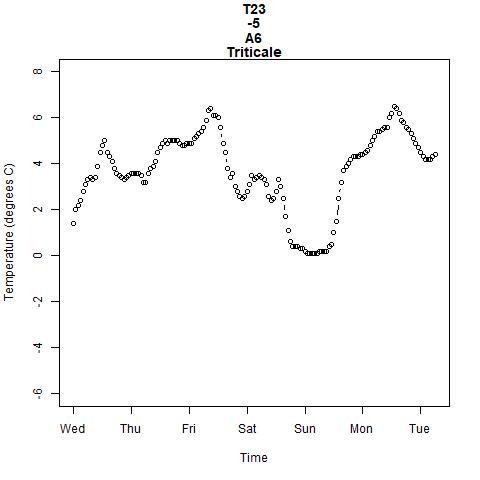 T23
-5
A6
Triticale
Temperature (degrees C)
8
6
4
2
0
-2
-4
-6
Wed Thu Fri Sat Sun Mon Tue
Time